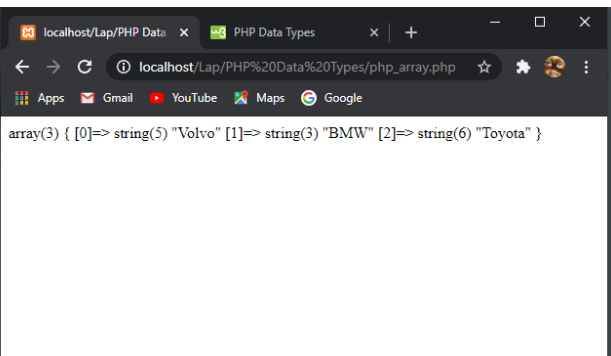 localhost/Lap/PHP Data
PHP Data Types
localhost/Lap/PHP%20Data%20Types/php_array.php
Apps Gmail YouTube Maps Google
array(3) { [0]=> string(5) "Volvo" [1]=> string(3) "BMW" [2]=> string(6) "Toyota" }